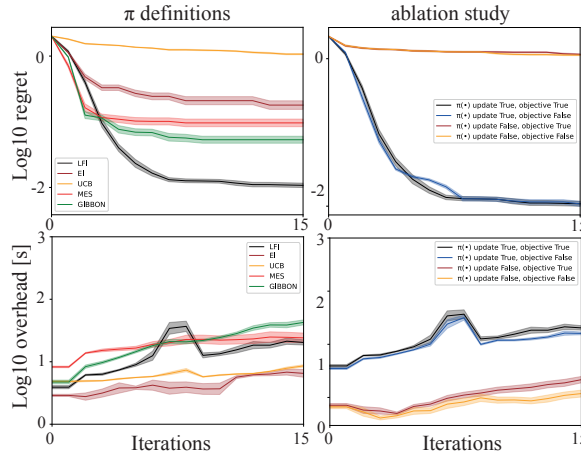 π definitions
ablation study
Log10 regret
0
-2
0
15
LFI
EI
UCB
MES
GIBBON
0
-2
0
15
π(•) update True, objective True
π(•) update True, objective False
π(•) update False, objective True
π(•) update False, objective False
Log10 overhead [s]
3
2
1
0
0
15
LFI
EI
UCB
MES
GIBBON
Iterations
3
2
1
0
0
15
π(•) update True, objective True
π(•) update True, objective False
π(•) update False, objective True
π(•) update False, objective False
Iterations